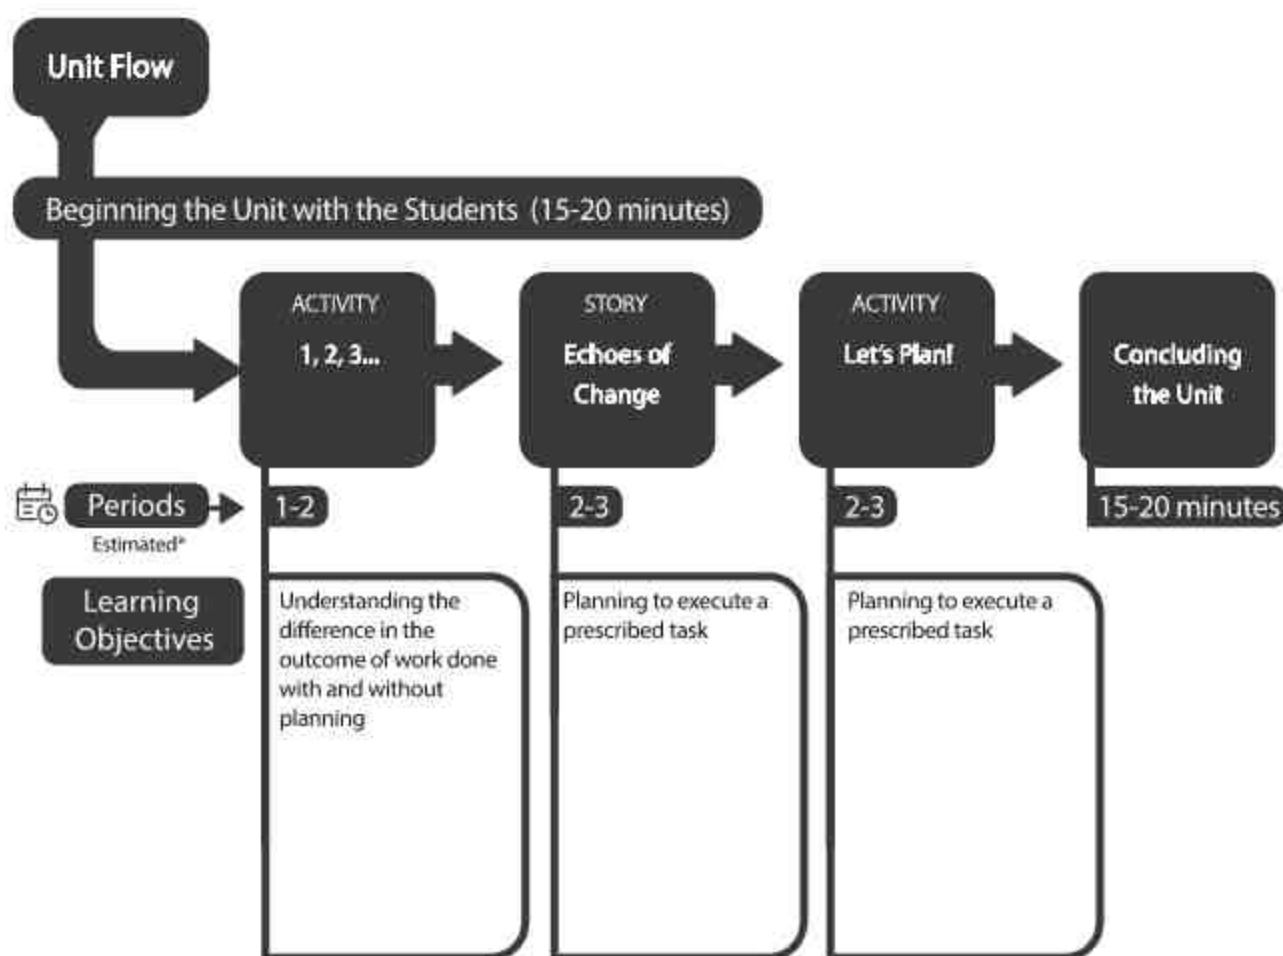 Unit Flow
Beginning the Unit with the Students (15-20 minutes)
ACTIVITY
1, 2, 3...
STORY
Echoes of
Change
ACTIVITY
Let's Plan!
Concluding
the Unit
Periods
Estimated*
1-2
2-3
2-3
15-20 minutes
Learning
Objectives
Understanding the
difference in the
outcome of work done
with and without
planning
Planning to execute a
prescribed task
Planning to execute a
prescribed task